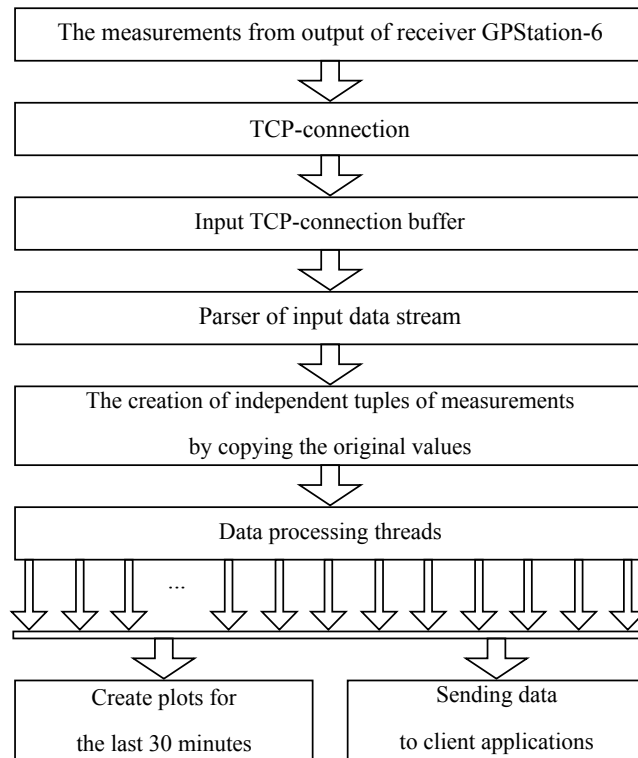 The measurements from output of receiver GPStation-6
TCP-connection
Input TCP-connection buffer
Parser of input data stream
The creation of independent tuples of measurements
by copying the original values
Data processing threads
...
Create plots for
the last 30 minutes
Sending data
to client applications